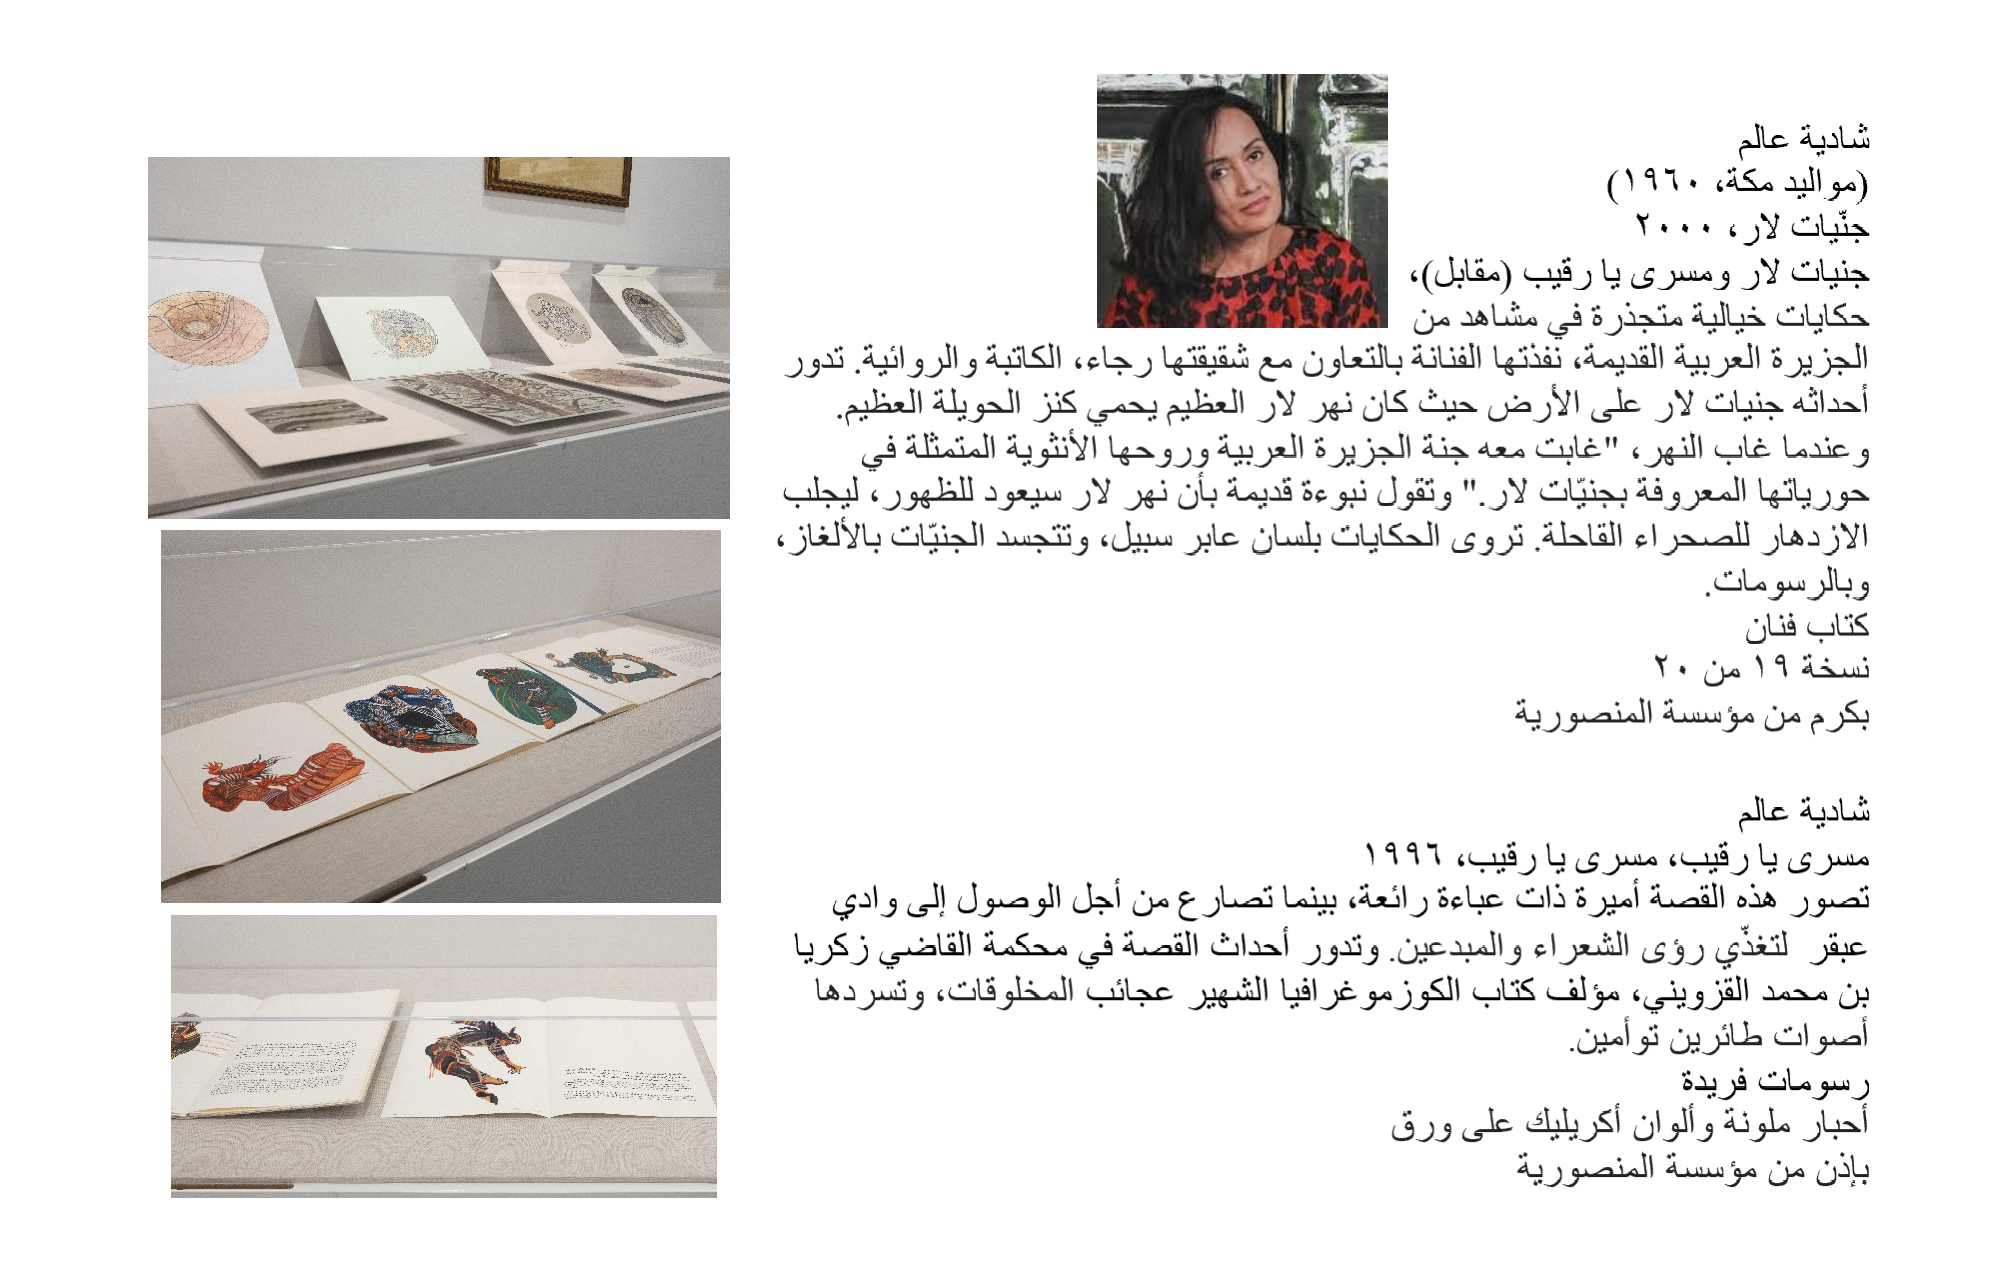 شادية عالم
(مواليد مكة، ١٩٦٠)
جنّيات لار، ٢٠٠٠
جنيات لار ومسرى يا رقيب (مقابل)،
حكايات خيالية متجذرة في مشاهد من
الجزيرة العربية القديمة، نفذتها الفنانة بالتعاون مع شقيقتها رجاء، الكاتبة والروائية. تدور
أحداثه جنيات لار على الأرض حيث كان نهر لار العظيم يحمي كنز الحويلة العظيم.
وعندما غاب النهر، "غابت معه جنة الجزيرة العربية وروحها الأنثوية المتمثلة في
حورياتها المعروفة بجنيّات لار." وتقول نبوءة قديمة بأن نهر لار سيعود للظهور، ليجلب
الازدهار للصحراء القاحلة. تروى الحكايات بلسان عابر سبيل، وتتجسد الجنيّات بالألغاز،
وبالرسومات.
كتاب فنان
نسخة ١٩ من ٢٠
بكرم من مؤسسة المنصورية
شادية عالم
مسرى يا رقيب، مسرى يا رقيب، ١٩٩٦
تصور هذه القصة أميرة ذات عباءة رائعة، بينما تصارع من أجل الوصول إلى وادي
عبقر لتغذّي رؤى الشعراء والمبدعين. وتدور أحداث القصة في محكمة القاضي زكريا
بن محمد القزويني، مؤلف كتاب الكوزموغرافيا الشهير عجائب المخلوقات، وتسردها
أصوات طائرين توأمين.
رسومات فريدة
أحبار ملونة وألوان أكريليك على ورق
بإذن من مؤسسة المنصورية